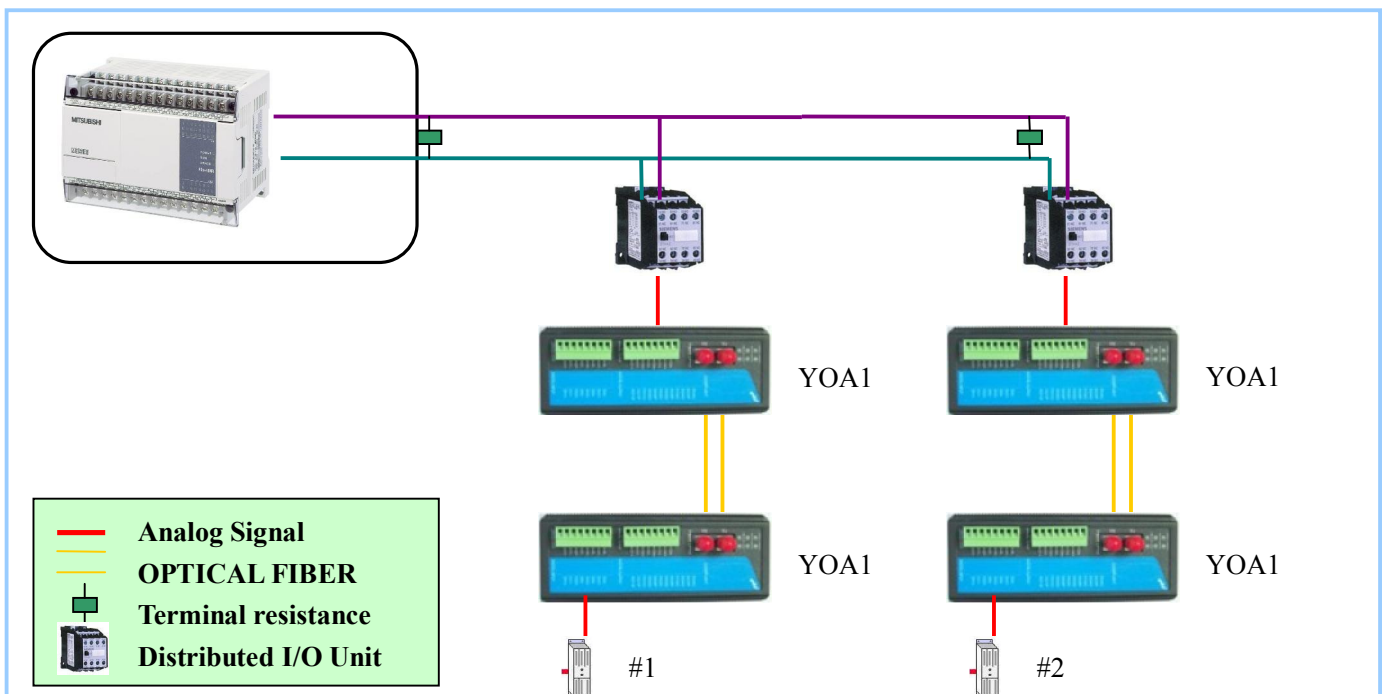 MITSUBISHI
YOA1
YOA1
YOA1
YOA1
Analog Signal
OPTICAL FIBER
Terminal resistance
Distributed I/O Unit
#1
#2